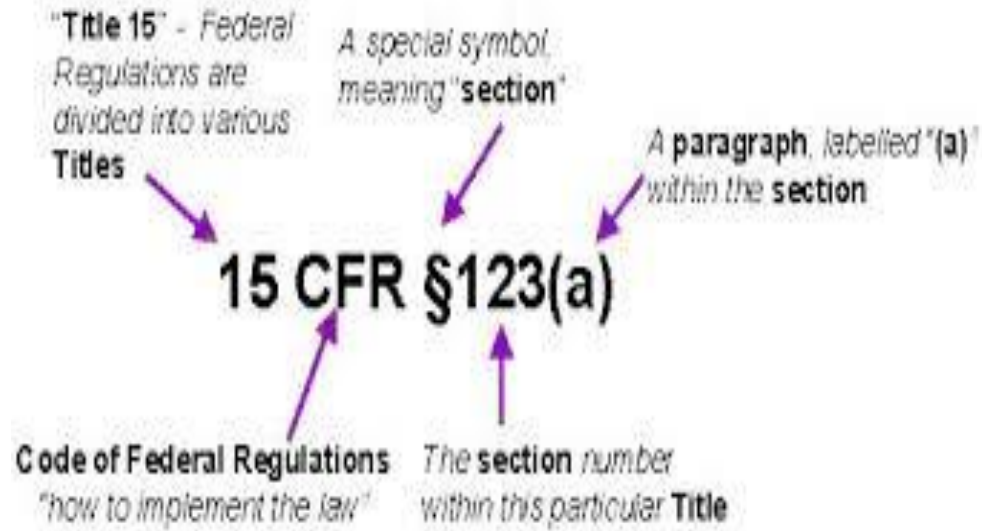 "Title 15" - Federal
Regulations are
divided into various
Titles
A special symbol,
meaning "section"
A paragraph, labelled "(a)"
within the section
15 CFR §123(a)
Code of Federal Regulations
"how to implement the law"
The section number
within this particular Title